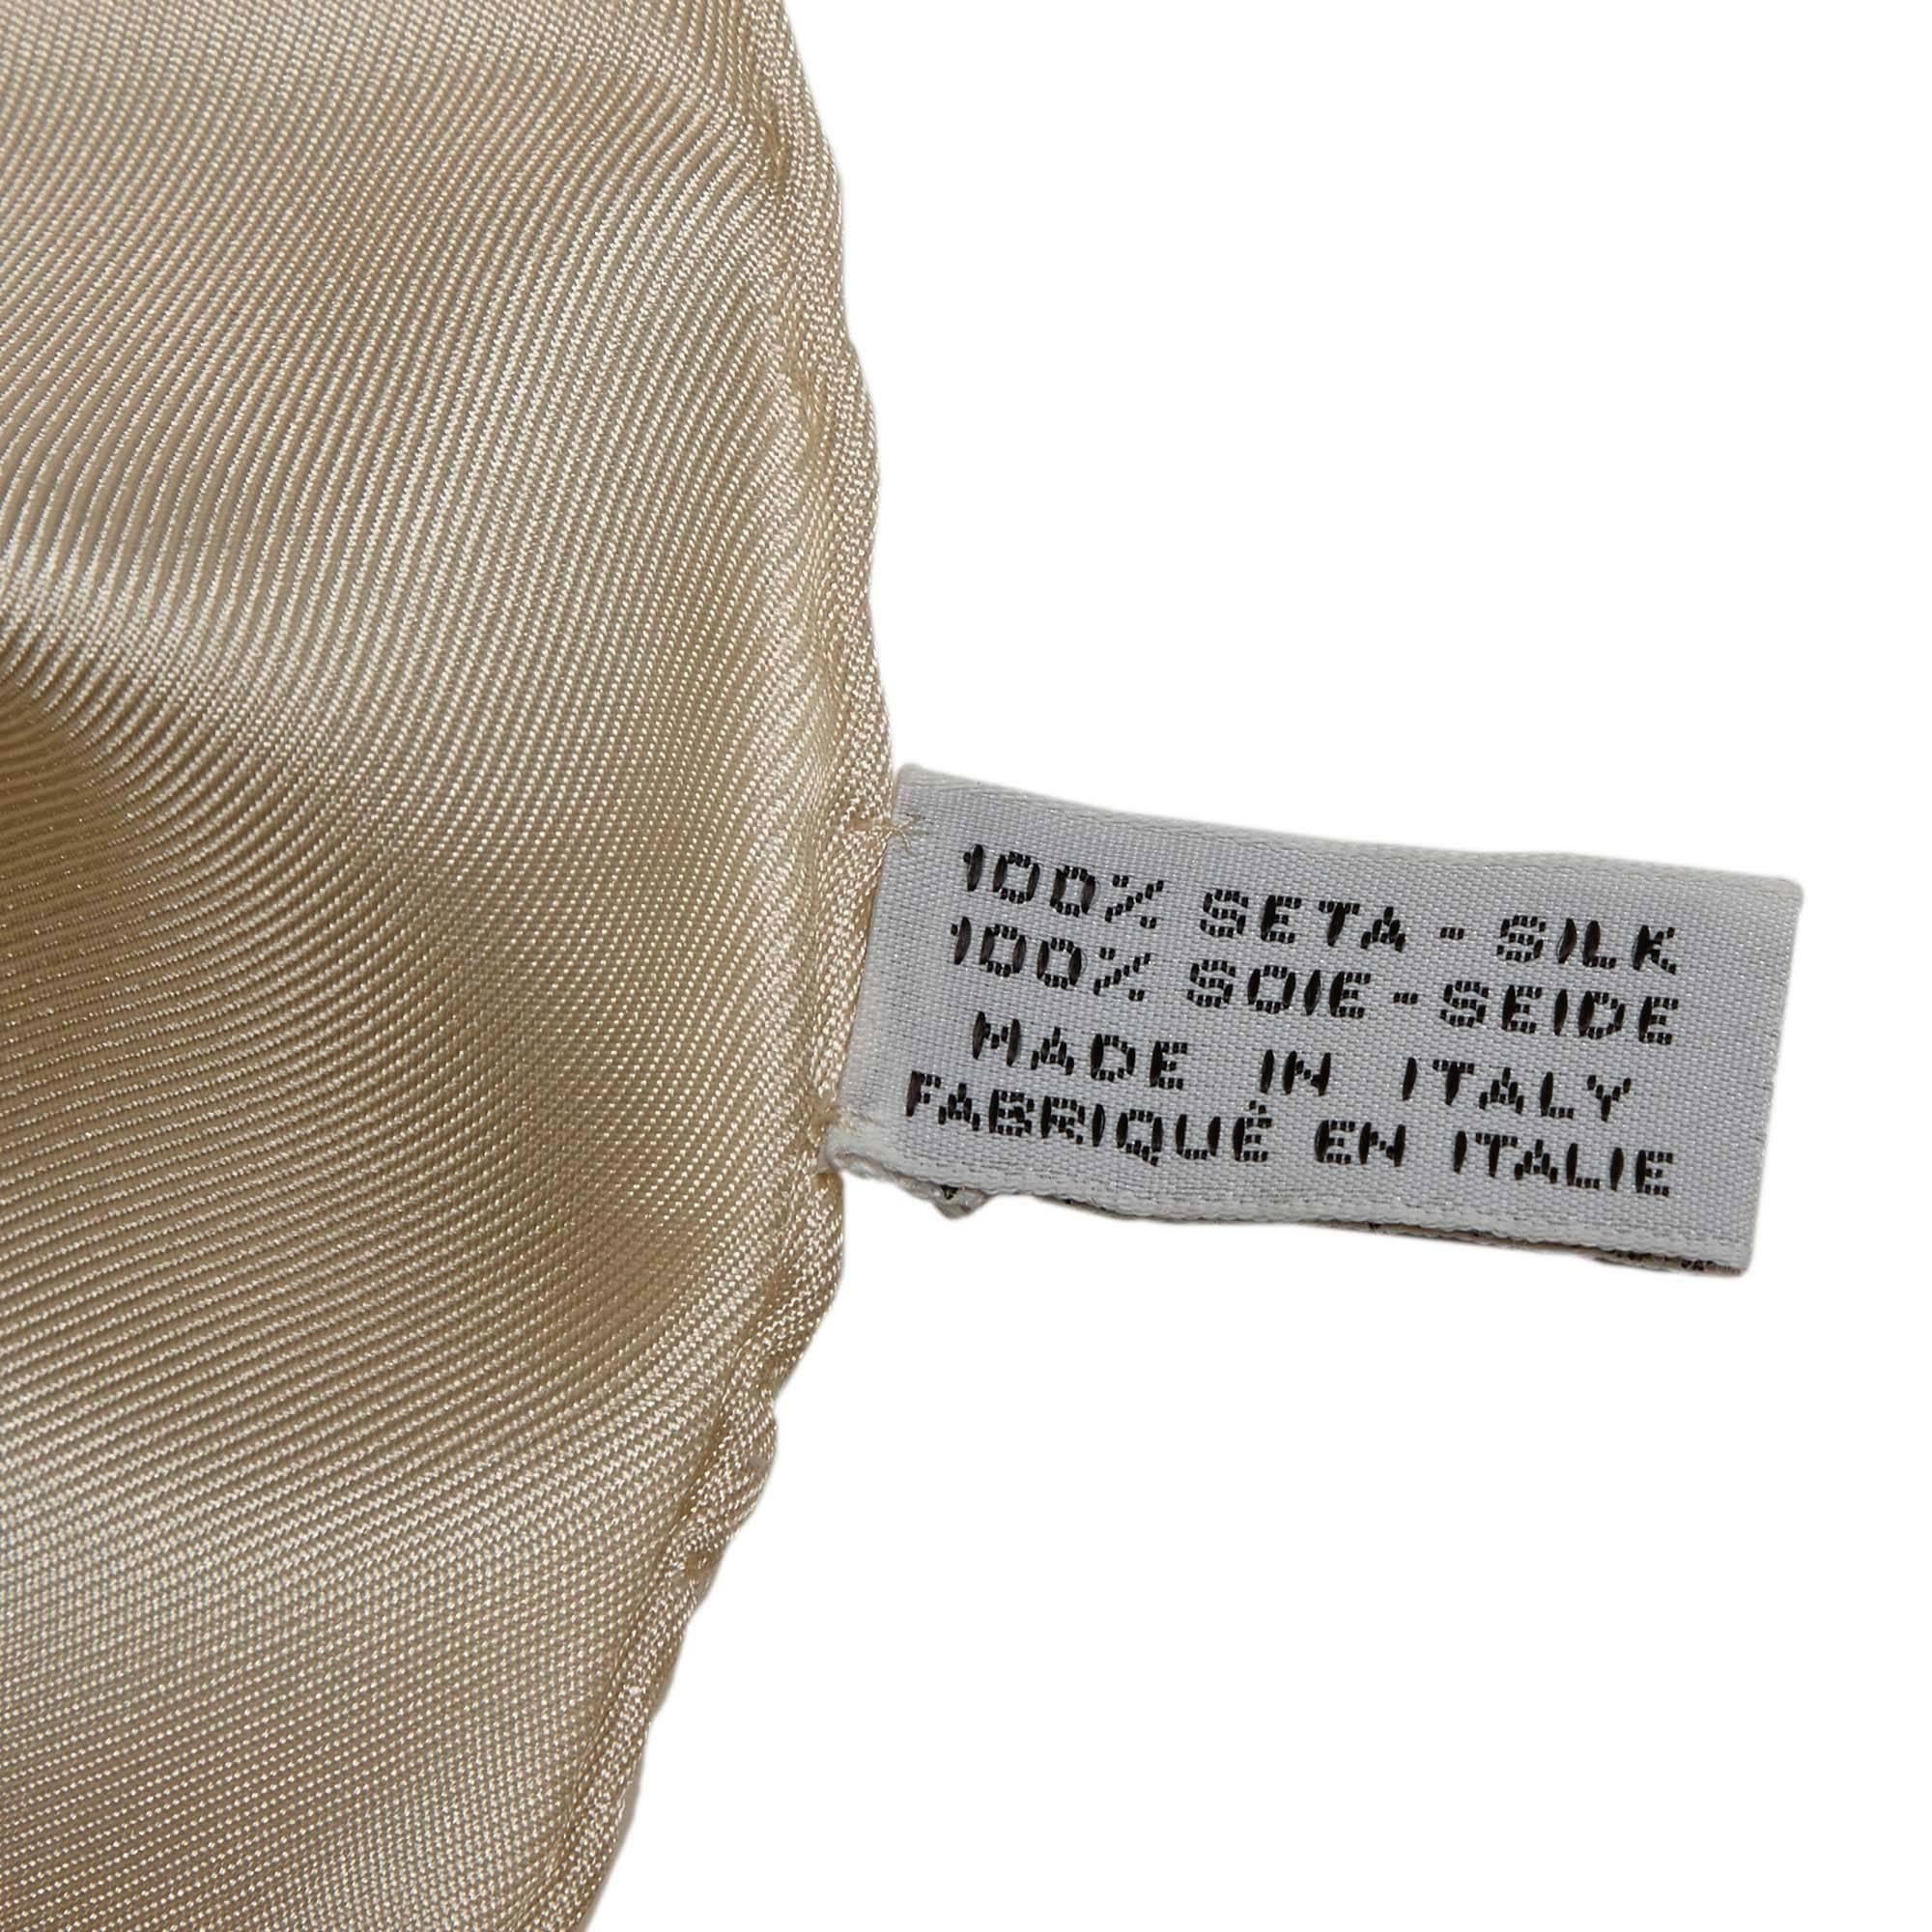 100% SETA - SILK
100% SOIE - SEIDE
MADE IN ITALY
FABRIQUÉ EN ITALIE